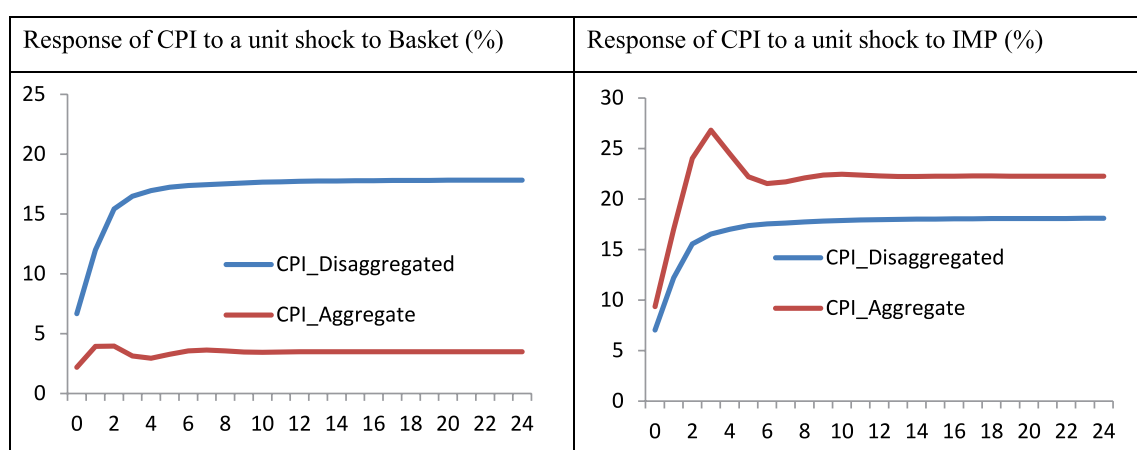 Response of CPI to a unit shock to Basket (%)
25
20
15
10
5
0
CPI_Disaggregated
CPI_Aggregate
0 2 4 6 8 10 12 14 16 18 20 22 24
Response of CPI to a unit shock to IMP (%)
30
25
20
15
10
5
0
CPI_Disaggregated
CPI_Aggregate
0 2 4 6 8 10 12 14 16 18 20 22 24